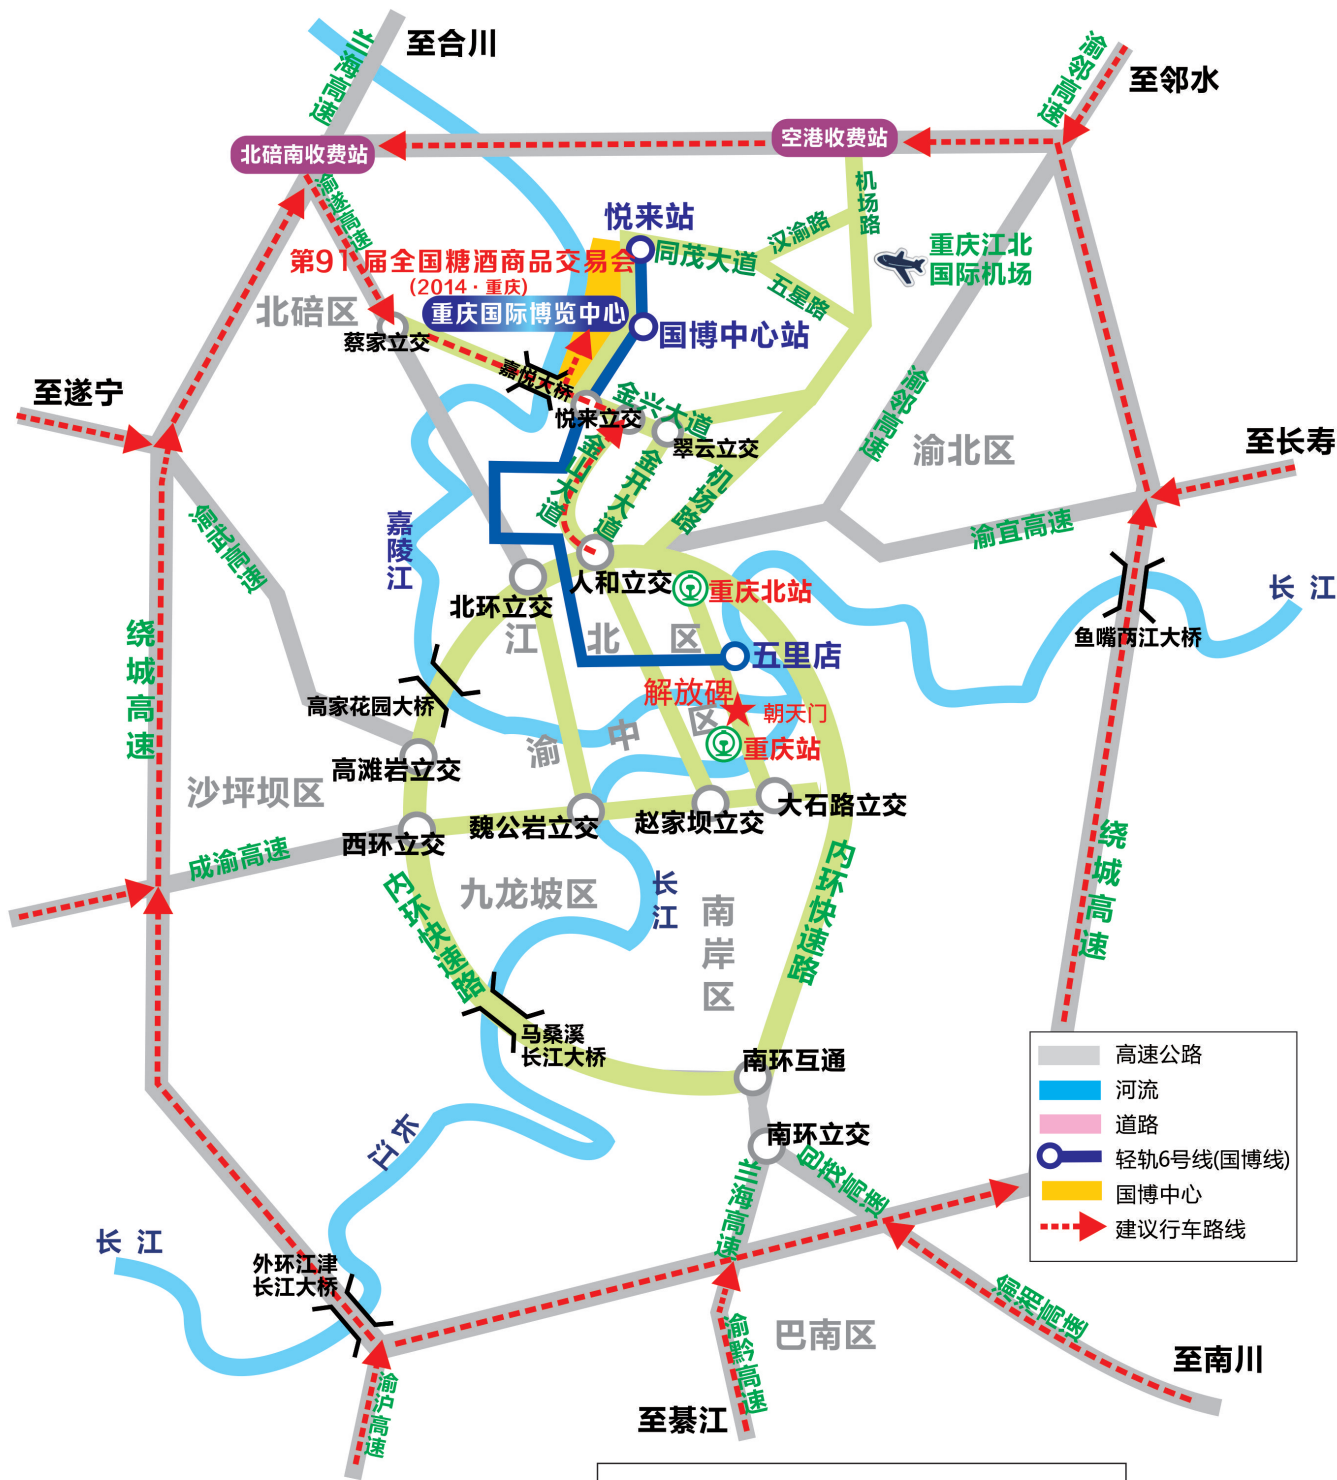 至合川
兰海高速
渝邻高速
至邻水
北碚南收费站
空港收费站
渝遂高速
机场路
悦来站
汉渝路
同茂大道
重庆江北
国际机场
第91届全国糖酒商品交易会
(2014·重庆)
五星路
北碚区
重庆国际博览中心
蔡家立交
国博中心站
嘉悦大桥
至遂宁
金兴大道
悦来立交
渝邻高速
翠云立交
渝北区
至长寿
金山大道
金开大道
机场路
渝武高速
嘉陵江
渝宜高速
人和立交
重庆北站
长江
北环立交
江北区
鱼嘴两江大桥
绕城高速
五里店
解放碑
高家花园大桥
朝天门
渝中区
重庆站
高滩岩立交
沙坪坝区
大石路立交
赵家坝立交
魏公岩立交
西环立交
成渝高速
绕城高速
内环快速路
九龙坡区
长江
南岸区
内环快速路
马桑溪
长江大桥
南环互通
高速公路
河流
道路
轻轨6号线(国博线)
国博中心
建议行车路线
南环立交
长江
包茂高速
兰海高速
长江
外环江津
长江大桥
巴南区
渝黔高速
至南川
渝沪高速
至綦江